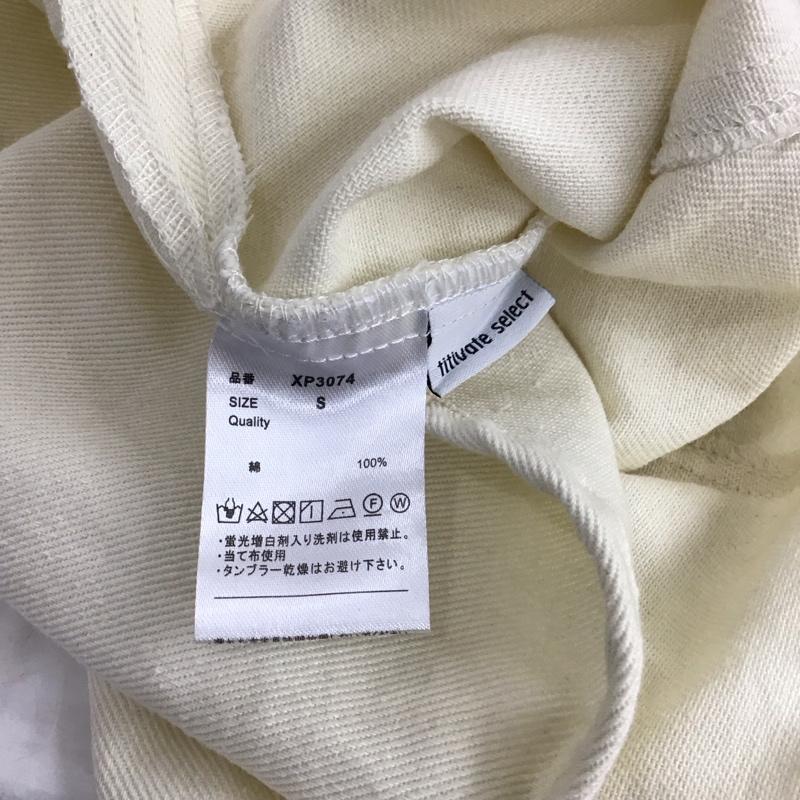 titivate select
品番 XP3074
SIZE S
Quality
綿 100%
F W
・蛍光増白剤入り洗剤は使用禁止。
・当て布使用
・タンブラー乾燥はお避け下さい。